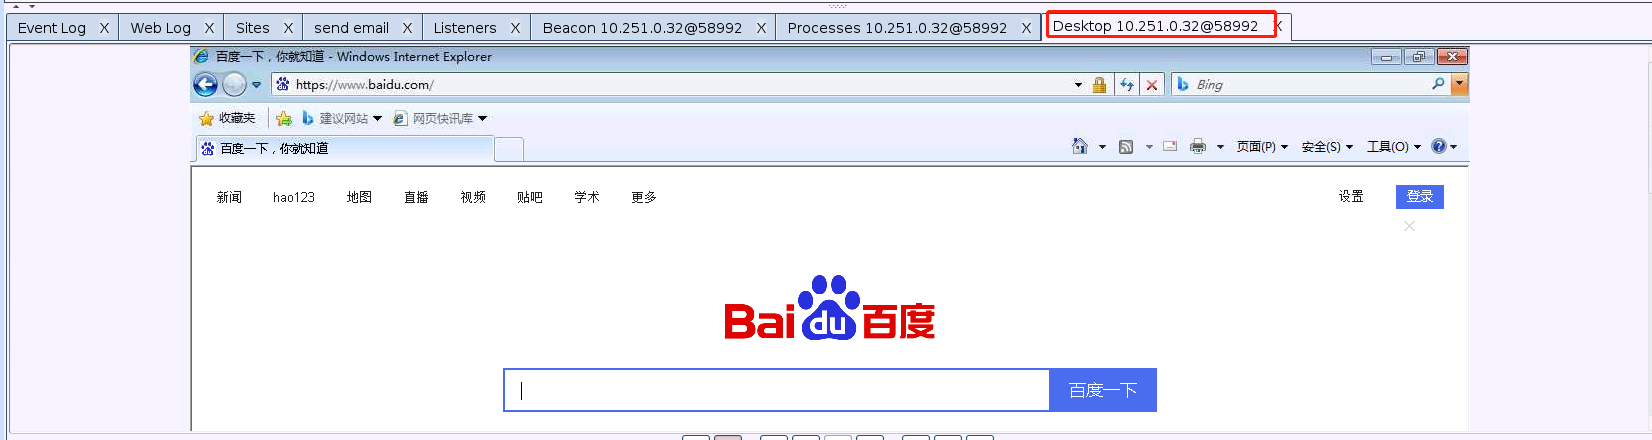 Event Log X Web Log X Sites X send email X Listeners X Beacon 10.251.0.32@58992 X Processes 10.251.0.32@58992 X Desktop 10.251.0.32@58992 X
百度一下，你就知道 - Windows Internet Explorer
https://www.baidu.com/ Bing
收藏夹 建议网站 网页快讯库
百度一下，你就知道 页面(P) 安全(S) 工具(O)
新闻 hao123 地图 直播 视频 贴吧 学术 更多 设置 登录
Bai du 百度
百度一下